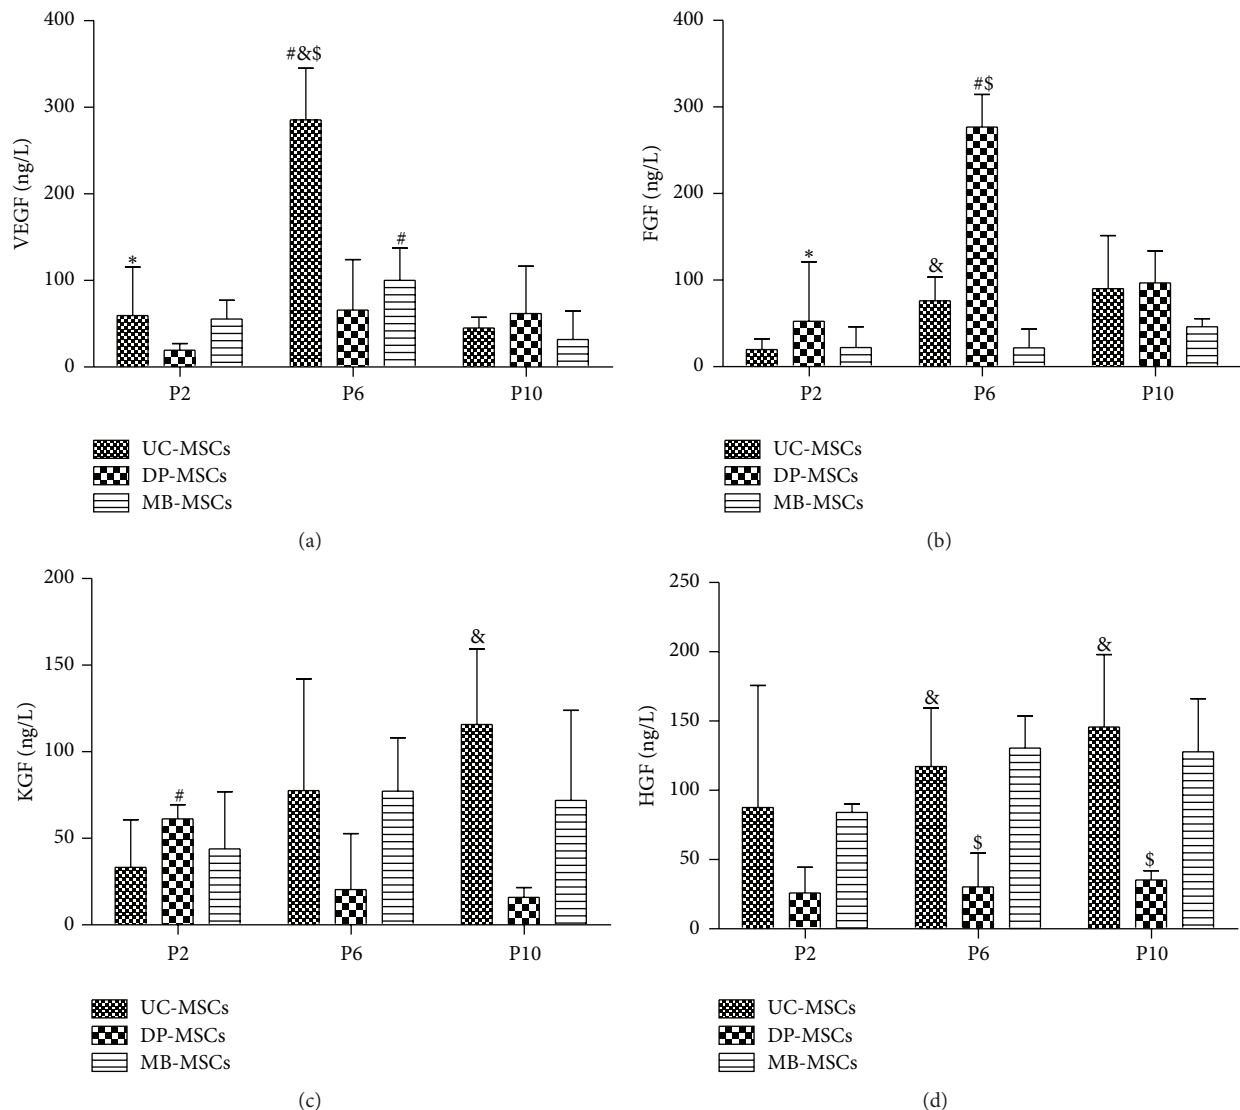 VEGF (ng/L)
400
300
200
100
0
*
#&$
#
P2 P6 P10
UC-MSCs
DP-MSCs
MB-MSCs
(a)
FGF (ng/L)
400
300
200
100
0
*
&
#$
P2 P6 P10
UC-MSCs
DP-MSCs
MB-MSCs
(b)
KGF (ng/L)
200
150
100
50
0
#
&
P2 P6 P10
UC-MSCs
DP-MSCs
MB-MSCs
(c)
HGF (ng/L)
250
200
150
100
50
0
&
$
&
$
P2 P6 P10
UC-MSCs
DP-MSCs
MB-MSCs
(d)